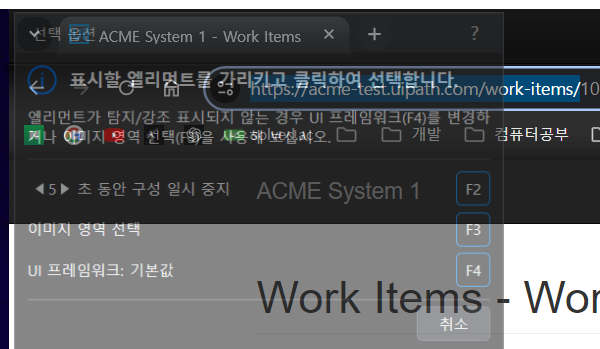 선택 옵션
ACME System 1 - Work Items
?
표시할 엘리먼트를 가리키고 클릭하여 선택합니다.
https://acme-test.uipath.com/work-items/10
엘리먼트가 탐지/강조 표시되지 않는 경우 UI 프레임워크(F4)를 변경하
거나 이미지 영역 선택(F3)을 사용해 보십시오.
solved.ac
개발
컴퓨터공부
5 초 동안 구성 일시 중지
F2
ACME System 1
이미지 영역 선택
F3
UI 프레임워크: 기본값
F4
Work Items - Wor
취소